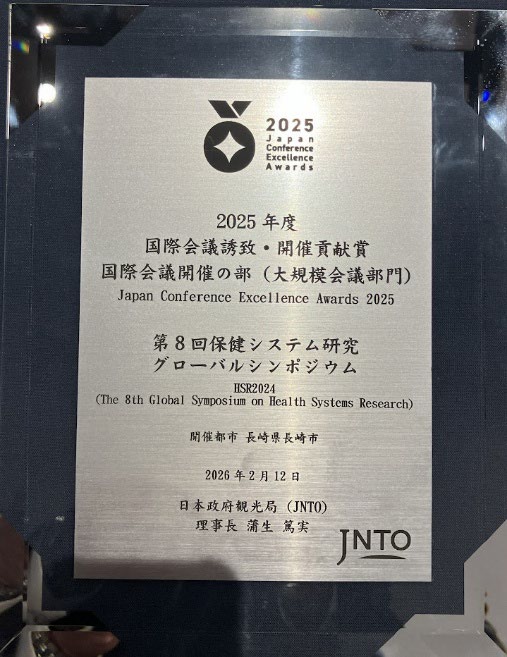 2025
Japan
Conference
Excellence
Awards
2025年度
国際会議誘致・開催貢献賞
国際会議開催の部（大規模会議部門）
Japan Conference Excellence Awards 2025
第8回保健システム研究
グローバルシンポジウム
HSR2024
(The 8th Global Symposium on Health Systems Research)
開催都市 長崎県長崎市
2026年2月12日
日本政府観光局（JNTO）
理事長 蒲生 篤実
JNTO